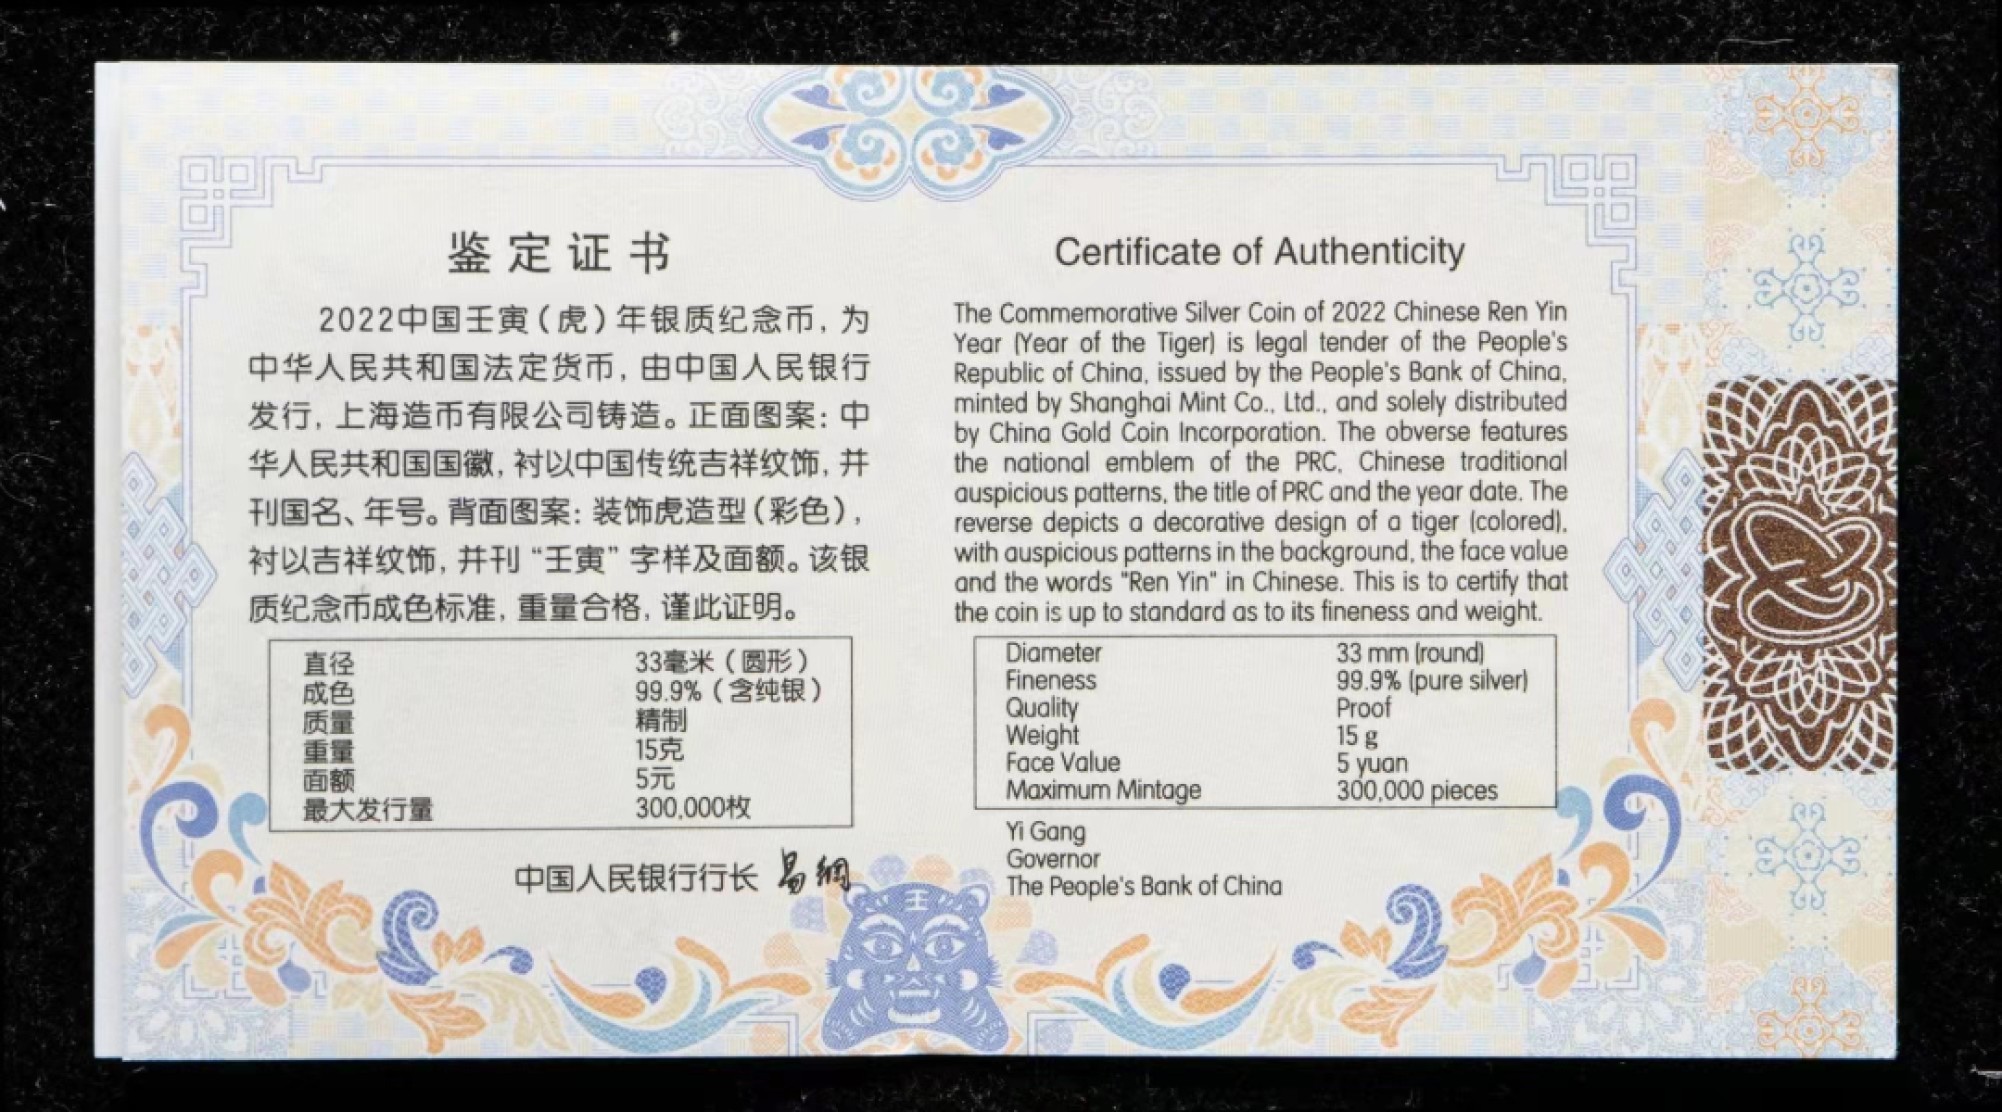 鉴定证书
2022中国壬寅（虎）年银质纪念币，为
中华人民共和国法定货币，由中国人民银行
发行，上海造币有限公司铸造。正面图案：中
华人民共和国国徽，衬以中国传统吉祥纹饰，并
刊国名、年号。背面图案：装饰虎造型（彩色），
衬以吉祥纹饰，并刊“壬寅”字样及面额。该银
质纪念币成色标准，重量合格，谨此证明。
直径 33毫米（圆形）
成色 99.9%（含纯银）
质量 精制
重量 15克
面额 5元
最大发行量 300,000枚
中国人民银行行长 易纲
王
Certificate of Authenticity
The Commemorative Silver Coin of 2022 Chinese Ren Yin
Year (Year of the Tiger) is legal tender of the People's
Republic of China, issued by the People's Bank of China,
minted by Shanghai Mint Co., Ltd., and solely distributed
by China Gold Coin Incorporation. The obverse features
the national emblem of the PRC, Chinese traditional
auspicious patterns, the title of PRC and the year date. The
reverse depicts a decorative design of a tiger (colored),
with auspicious patterns in the background, the face value
and the words "Ren Yin" in Chinese. This is to certify that
the coin is up to standard as to its fineness and weight.
Diameter 33 mm (round)
Fineness 99.9% (pure silver)
Quality Proof
Weight 15 g
Face Value 5 yuan
Maximum Mintage 300,000 pieces
Yi Gang
Governor
The People's Bank of China